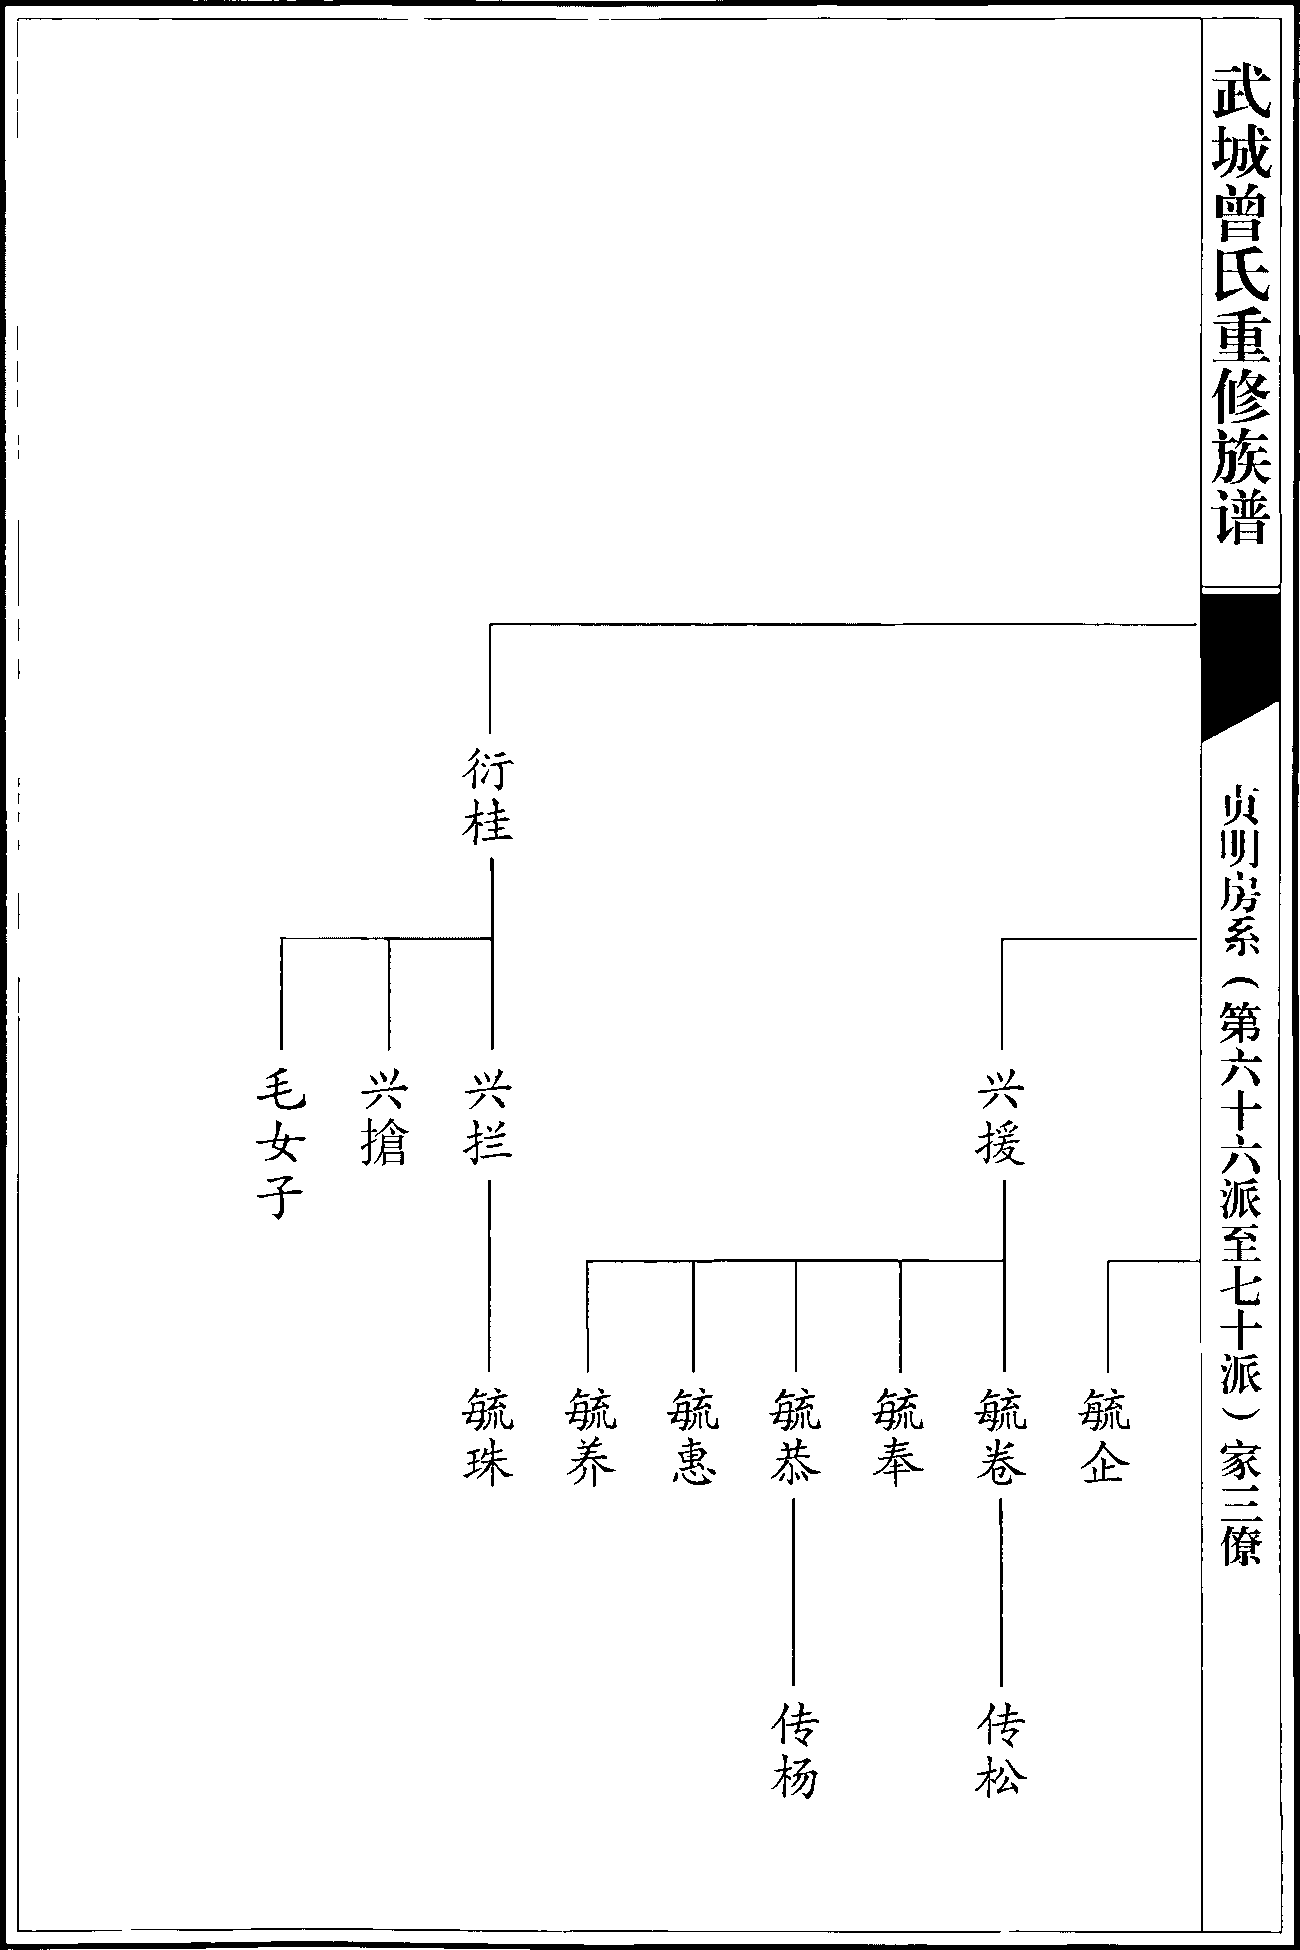 武城曾氏重修族谱
贞明房系（第六十六派至七十派）家三僚
衍桂
兴援
兴拦
兴搶
毛女子
毓企
毓卷
毓奉
毓恭
毓惠
毓养
毓珠
传松
传杨